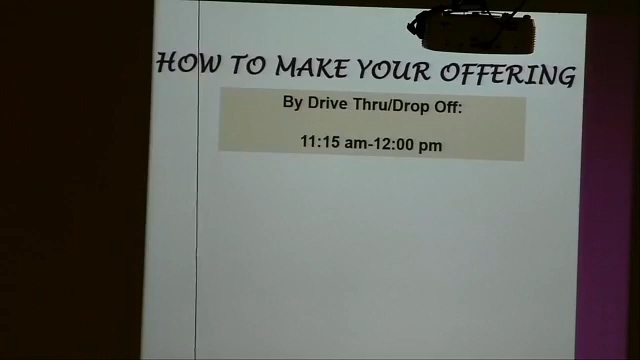 HOW TO MAKE YOUR OFFERING
By Drive Thru/Drop Off:
11:15 am-12:00 pm